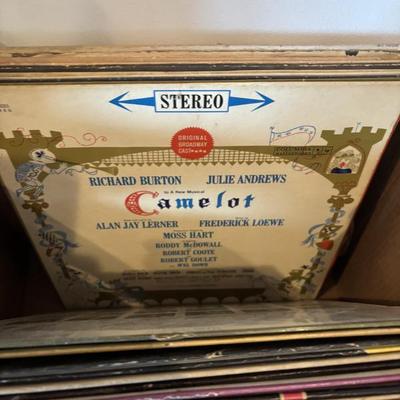 STEREO
ORIGINAL
BROADWAY
CAST
RICHARD BURTON JULIE ANDREWS
In A New Musical
Camelot
ALAN JAY LERNER FREDERICK LOEWE
MOSS HART
RODDY McDOWALL
ROBERT COOTE
ROBERT GOULET